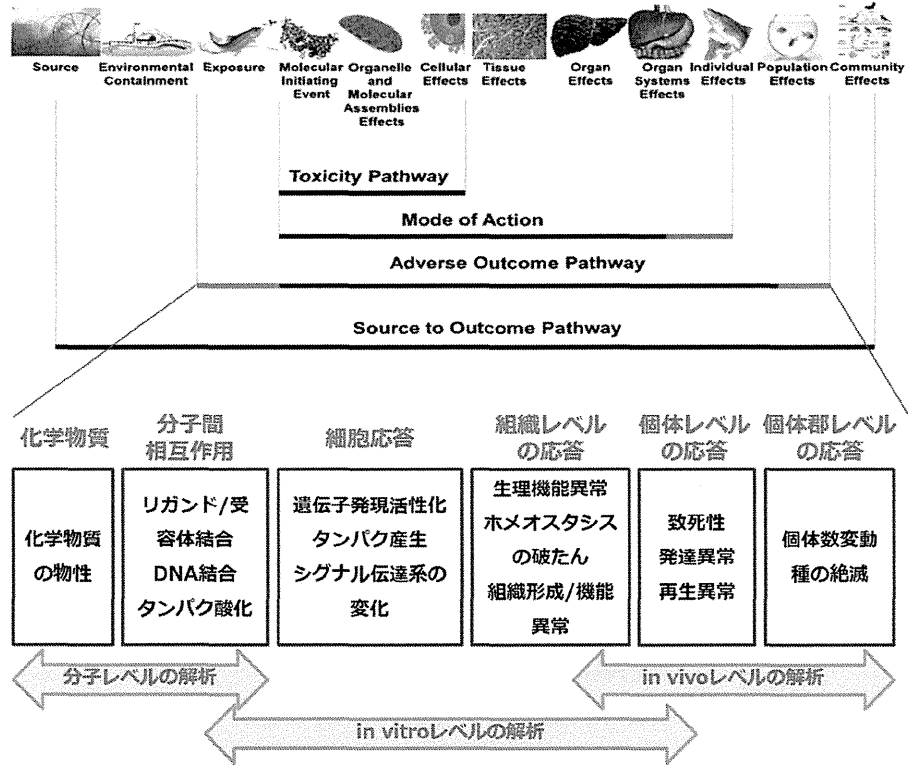 Source
Environmental
Containment
Exposure
Molecular
Initiating
Event
Organelle
and
Molecular
Assemblies
Effects
Cellular
Effects
Tissue
Effects
Organ
Effects
Organ
Systems
Effects
Individual
Effects
Population
Effects
Community
Effects
Toxicity Pathway
Mode of Action
Adverse Outcome Pathway
Source to Outcome Pathway
化学物質
分子間
相互作用
細胞応答
組織レベル
の応答
個体レベル
の応答
個体郡レベル
の応答
化学物質
の物性
リガンド/受
容体結合
DNA結合
タンパク酸化
遺伝子発現活性化
タンパク産生
シグナル伝達系の
変化
生理機能異常
ホメオスタシス
の破たん
組織形成/機能
異常
致死性
発達異常
再生異常
個体数変動
種の絶滅
分子レベルの解析
in vivoレベルの解析
in vitroレベルの解析